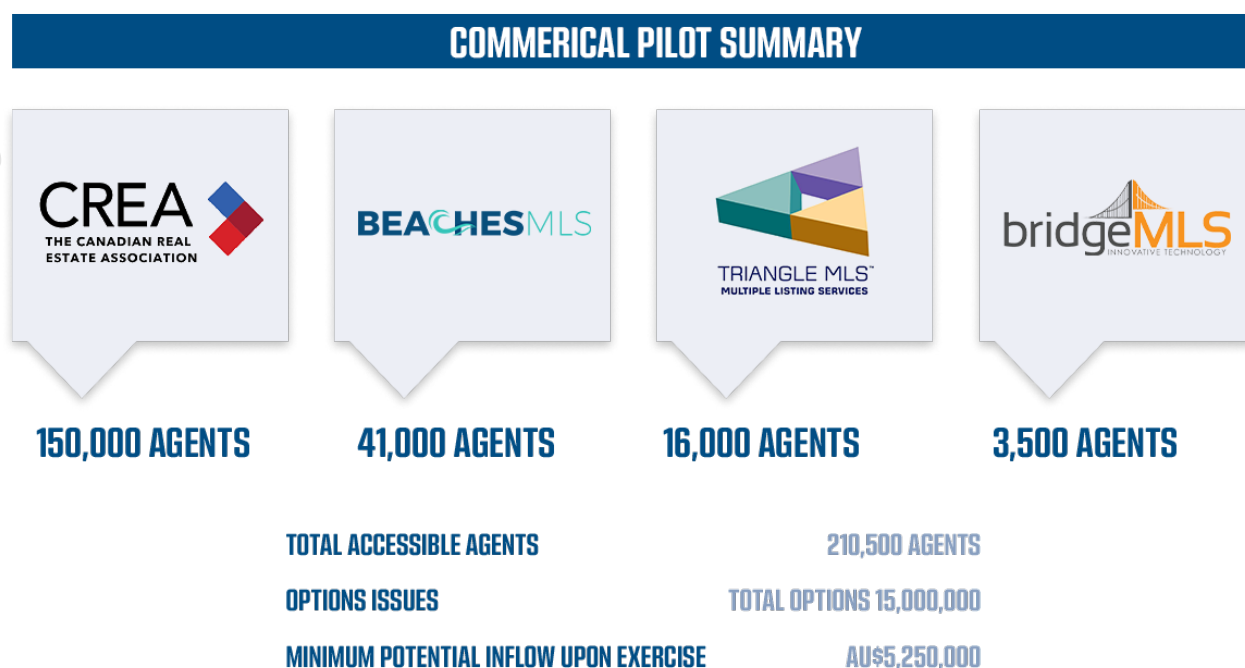 COMMERICAL PILOT SUMMARY
CREA
THE CANADIAN REAL
ESTATE ASSOCIATION
BEACHESMLS
TRIANGLE MLS™
MULTIPLE LISTING SERVICES
bridgeMLS
INNOVATIVE TECHNOLOGY
150,000 AGENTS
41,000 AGENTS
16,000 AGENTS
3,500 AGENTS
TOTAL ACCESSIBLE AGENTS 210,500 AGENTS
OPTIONS ISSUES TOTAL OPTIONS 15,000,000
MINIMUM POTENTIAL INFLOW UPON EXERCISE AU$5,250,000